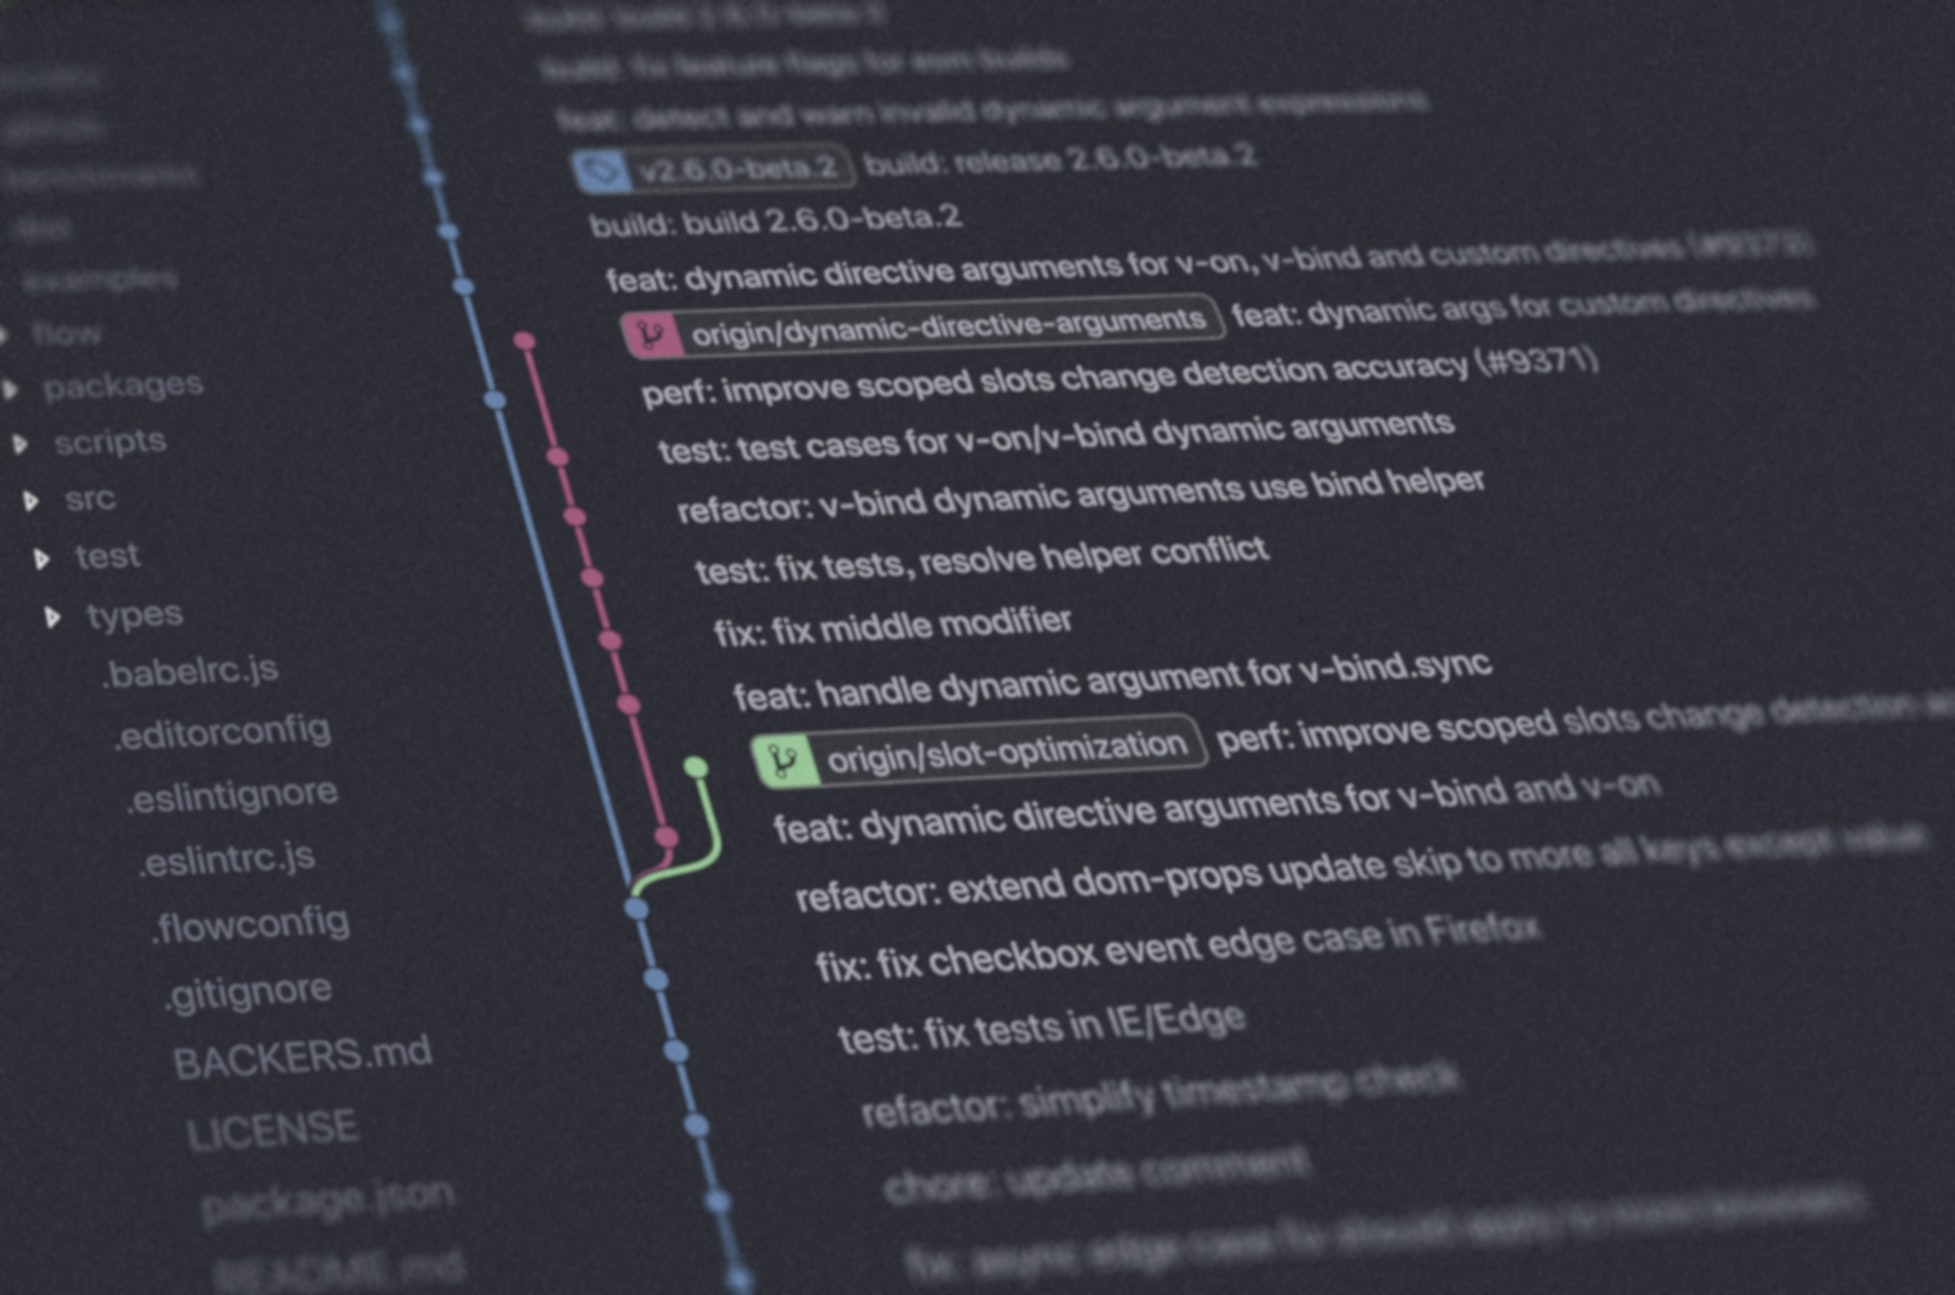 build: fix feature flags for esm builds
feat: detect and warn invalid dynamic argument expressions
v2.6.0-beta.2 build: release 2.6.0-beta.2
build: build 2.6.0-beta.2
feat: dynamic directive arguments for v-on, v-bind and custom directives (#9373)
origin/dynamic-directive-arguments feat: dynamic args for custom directives
perf: improve scoped slots change detection accuracy (#9371)
test: test cases for v-on/v-bind dynamic arguments
refactor: v-bind dynamic arguments use bind helper
test: fix tests, resolve helper conflict
fix: fix middle modifier
feat: handle dynamic argument for v-bind.sync
origin/slot-optimization perf: improve scoped slots change detection
feat: dynamic directive arguments for v-bind and v-on
refactor: extend dom-props update skip to more all keys except value
fix: fix checkbox event edge case in Firefox
test: fix tests in IE/Edge
refactor: simplify timestamp check
chore: update comment
fix: async edge case fix should apply to more
examples
flow
packages
scripts
src
test
types
.babelrc.js
.editorconfig
.eslintignore
.eslintrc.js
.flowconfig
.gitignore
BACKERS.md
LICENSE
package.json
README.md